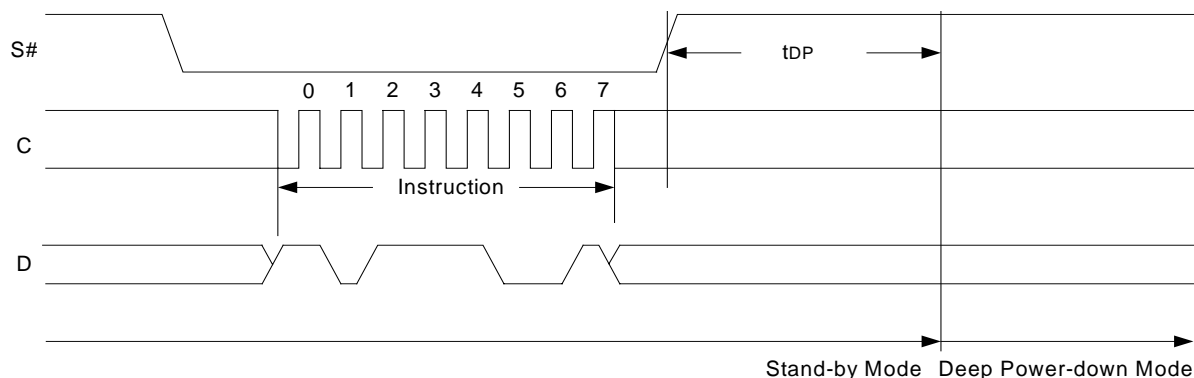 S#
tDP
0 1 2 3 4 5 6 7
C
Instruction
D
Stand-by Mode Deep Power-down Mode